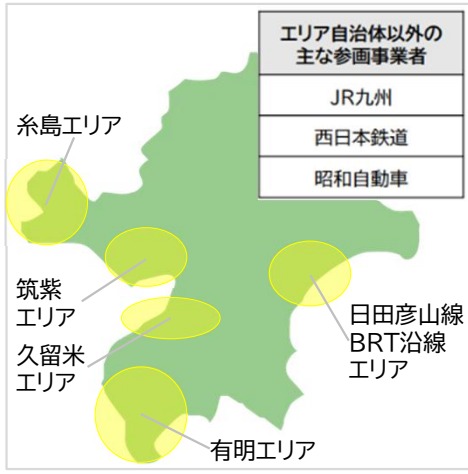 エリア自治体以外の
主な参画事業者
JR九州
西日本鉄道
昭和自動車
糸島エリア
筑紫
エリア
久留米
エリア
日田彦山線
BRT沿線
エリア
有明エリア